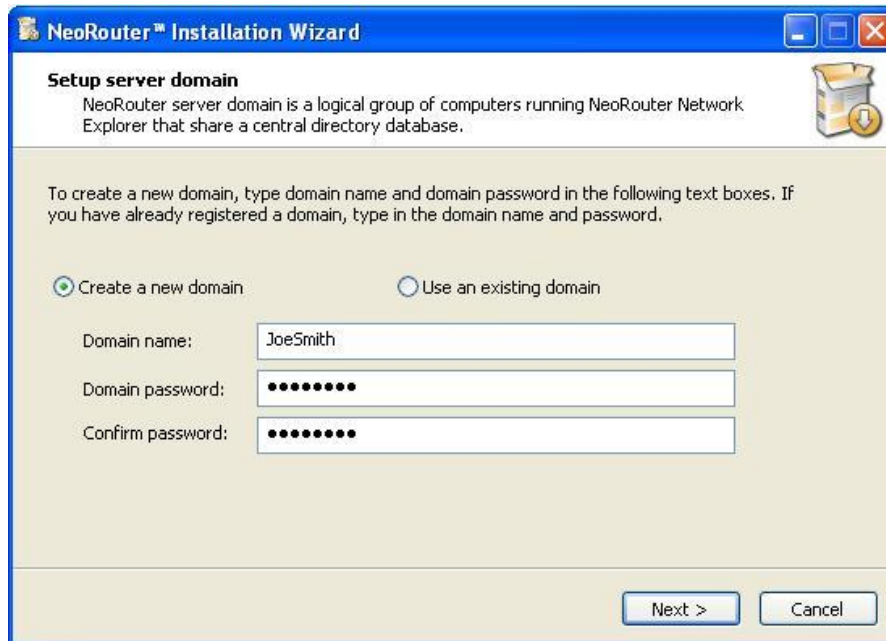 NeoRouter™ Installation Wizard
Setup server domain
NeoRouter server domain is a logical group of computers running NeoRouter Network
Explorer that share a central directory database.
To create a new domain, type domain name and domain password in the following text boxes. If
you have already registered a domain, type in the domain name and password.
Create a new domain
Use an existing domain
Domain name: JoeSmith
Domain password: ●●●●●●●●
Confirm password: ●●●●●●●●
Next > Cancel